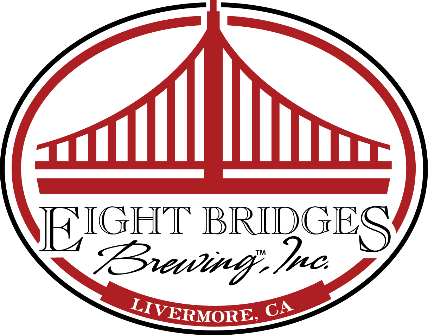 EIGHT BRIDGES
Brewing™, Inc.
LIVERMORE, CA